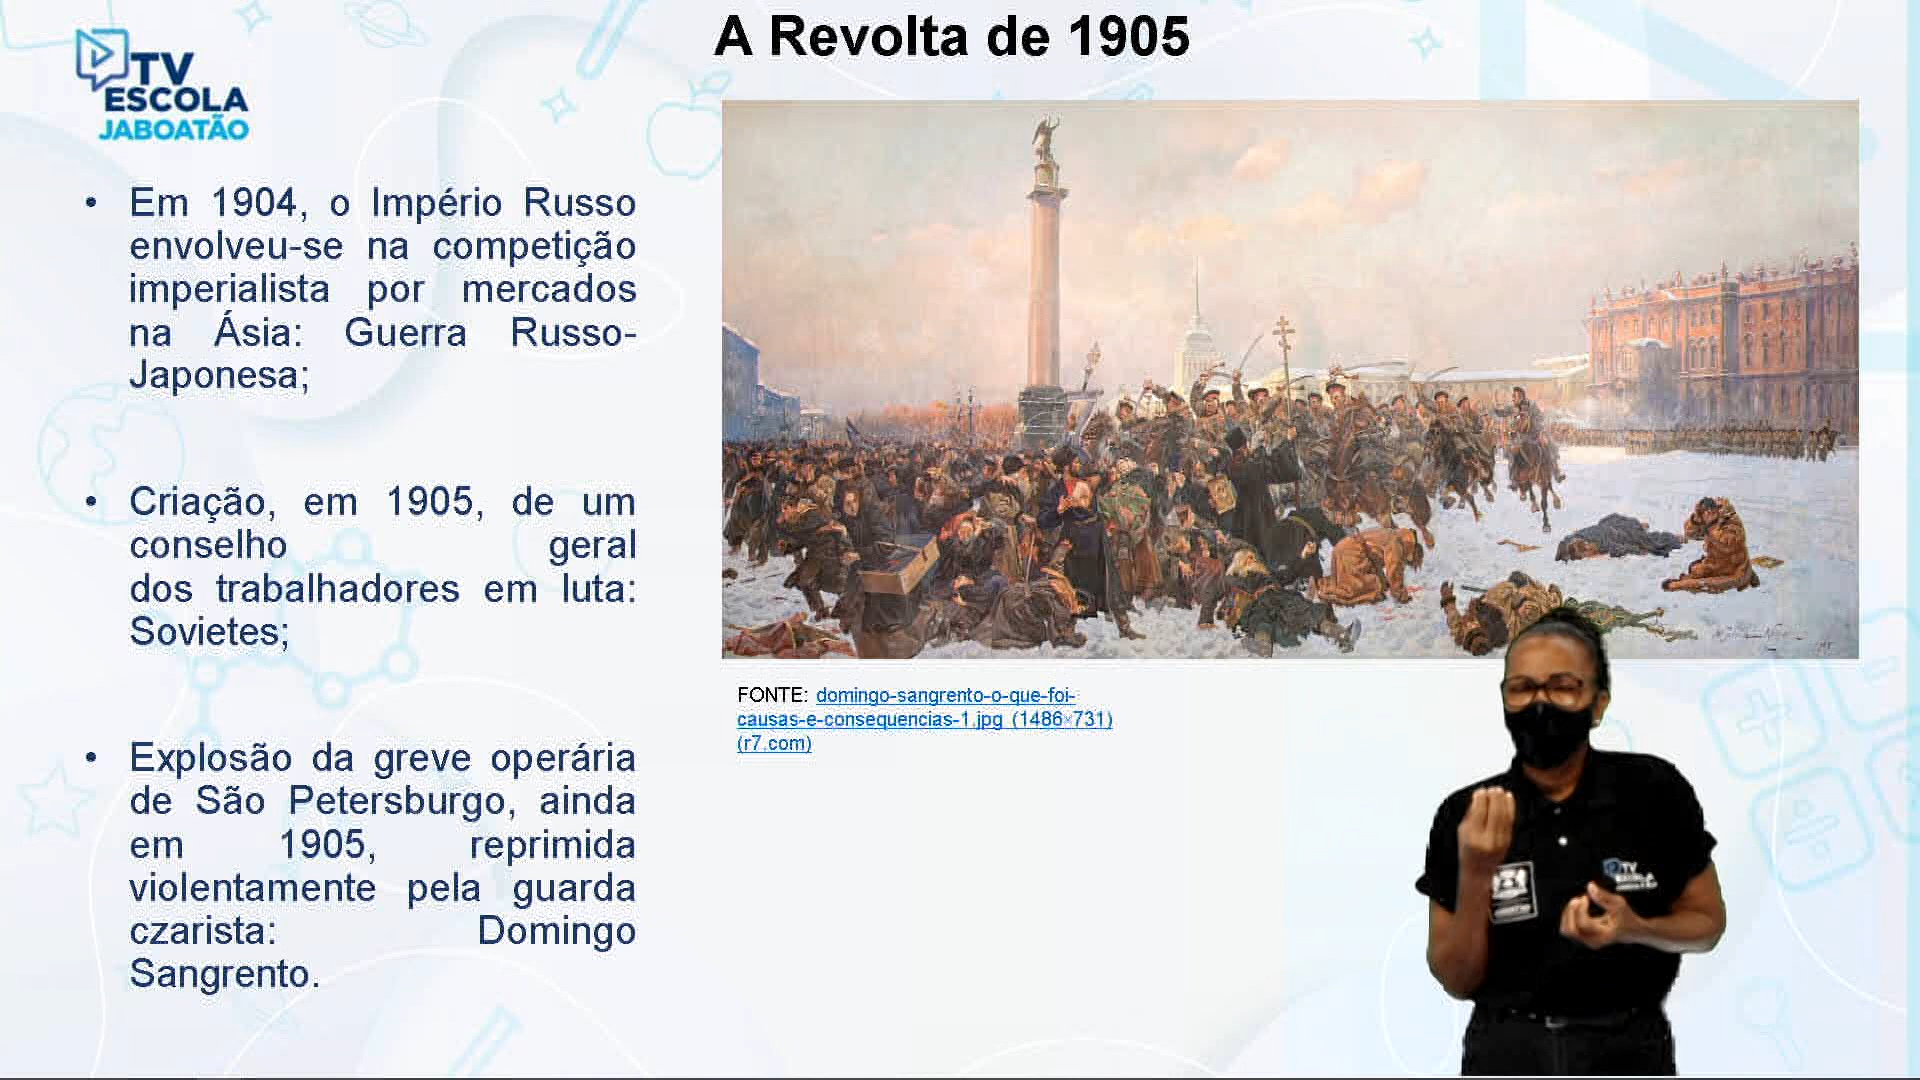 A Revolta de 1905
TV
ESCOLA
JABOATÃO
• Em 1904, o Império Russo
envolveu-se na competição
imperialista por mercados
na Ásia: Guerra Russo-
Japonesa;
• Criação, em 1905, de um
conselho geral
dos trabalhadores em luta:
Sovietes;
• Explosão da greve operária
de São Petersburgo, ainda
em 1905, reprimida
violentamente pela guarda
czarista: Domingo
Sangrento.
FONTE: domingo-sangrento-o-que-foi-
causas-e-consequencias-1.jpg (1486×731)
(r7.com)
TV
ESCOLA